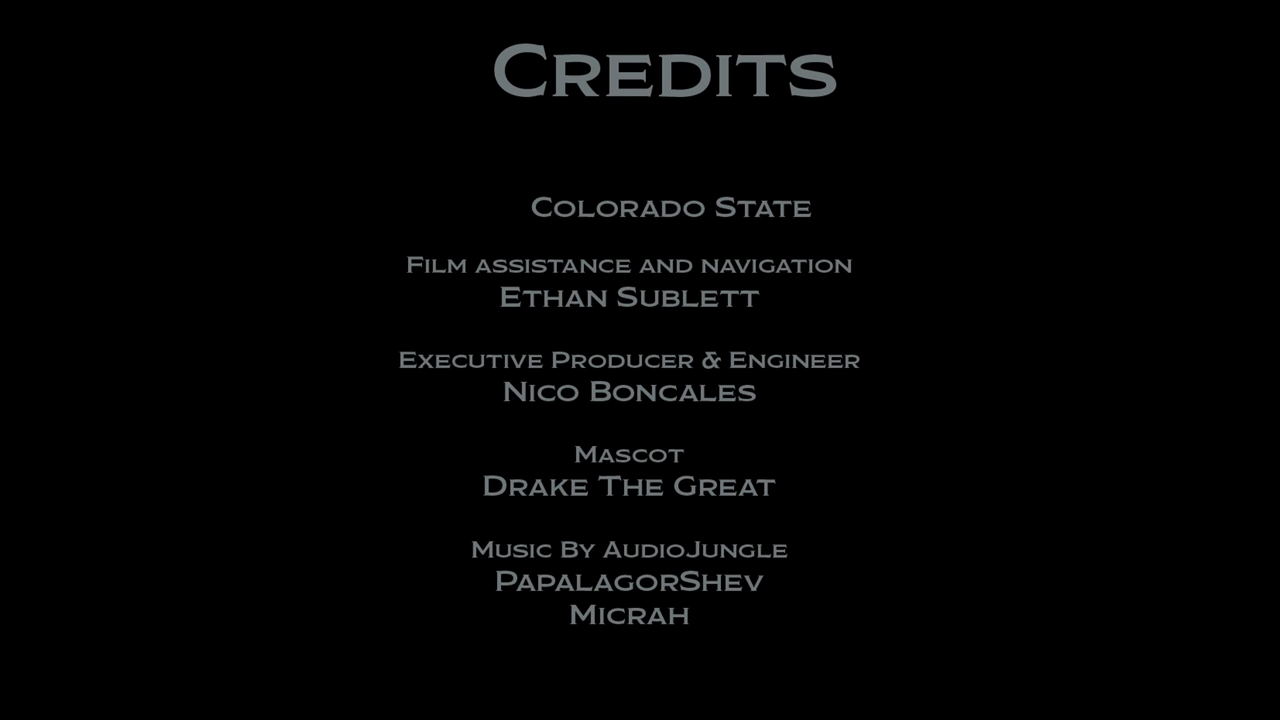 Credits
Colorado State
Film assistance and navigation
Ethan Sublett
Executive Producer & Engineer
Nico Boncales
Mascot
Drake The Great
Music By AudioJungle
PapalagorShev
Micrah